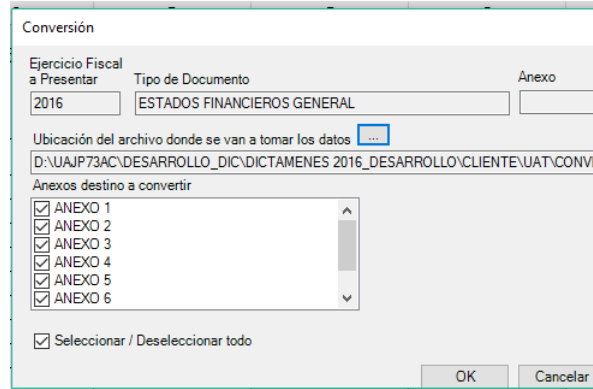 Conversión
Ejercicio Fiscal
a Presentar
Tipo de Documento
Anexo
2016
ESTADOS FINANCIEROS GENERAL
Ubicación del archivo donde se van a tomar los datos
...
D:\UAJP73AC\DESARROLLO_DIC\DICTAMENES 2016_DESARROLLO\CLIENTE\UAT\CONV
Anexos destino a convertir
ANEXO 1
ANEXO 2
ANEXO 3
ANEXO 4
ANEXO 5
ANEXO 6
Seleccionar / Deseleccionar todo
OK
Cancelar